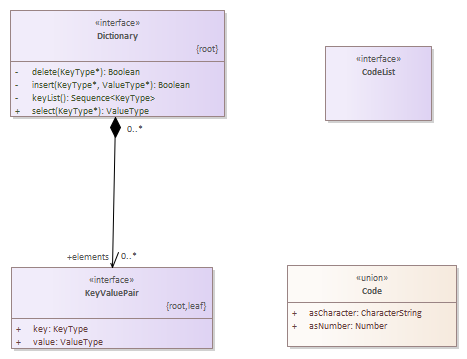 «interface»
Dictionary
{root}
- delete(KeyType*): Boolean
- insert(KeyType*, ValueType*): Boolean
- keyList(): Sequence<KeyType>
+ select(KeyType*): ValueType
«interface»
CodeList
0..*
+elements
0..*
«interface»
KeyValuePair
{root,leaf}
+ key: KeyType
+ value: ValueType
«union»
Code
+ asCharacter: CharacterString
+ asNumber: Number